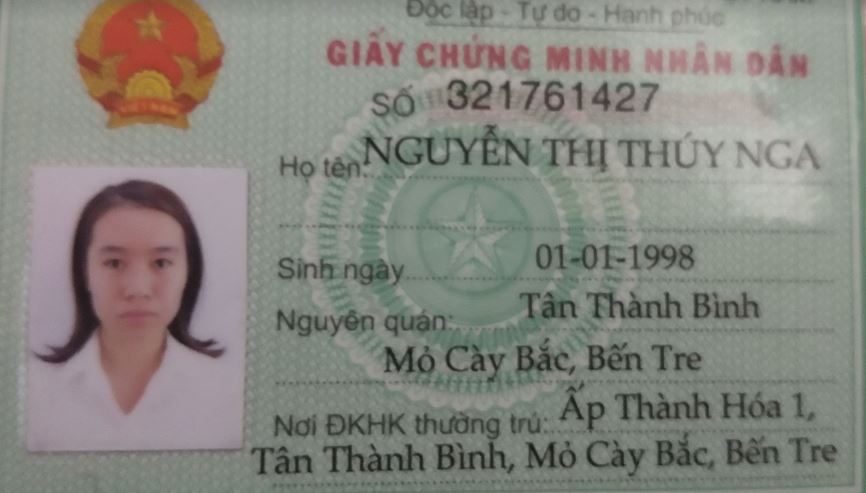 Độc lập - Tự do - Hạnh phúc
GIẤY CHỨNG MINH NHÂN DÂN
SỐ 321761427
Họ tên: NGUYỄN THỊ THÚY NGA
Sinh ngày 01-01-1998
Nguyên quán: Tân Thành Bình
Mỏ Cày Bắc, Bến Tre
Nơi ĐKHK thường trú: Ấp Thành Hóa 1,
Tân Thành Bình, Mỏ Cày Bắc, Bến Tre